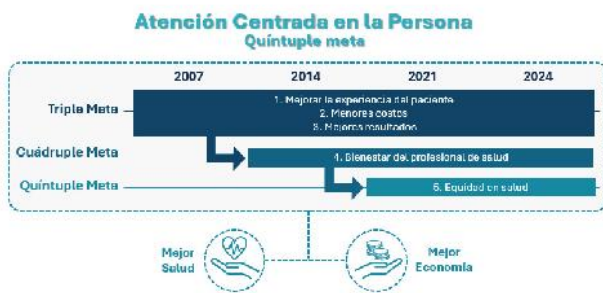 Atención Centrada en la Persona
Quíntuple meta
2007 2014 2021 2024
Triple Meta
1. Mejorar la experiencia del paciente
2. Menores costos
3. Mejores resultados
Cuádruple Meta
4. Bienestar del profesional de salud
Quíntuple Meta
5. Equidad en salud
Mejor
Salud
Mejor
Economía